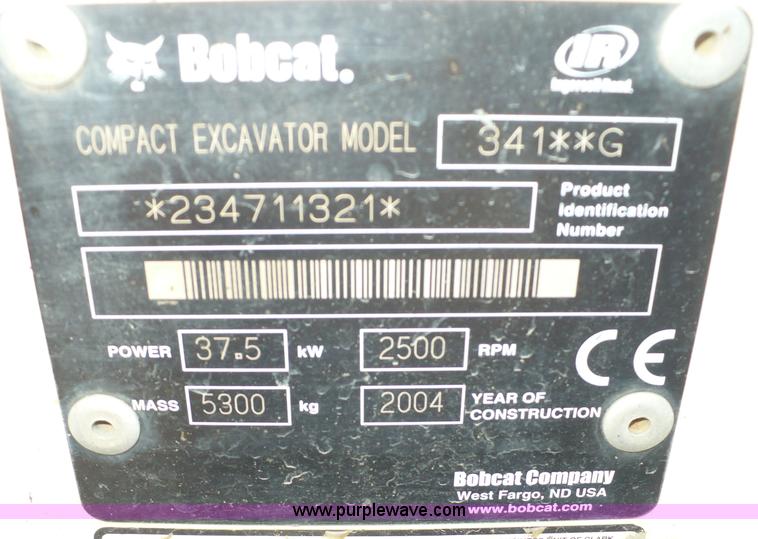 Bobcat.
IR
Ingersoll Rand.
COMPACT EXCAVATOR MODEL 341**G
*234711321* Product Identification Number
POWER 37.5 kW 2500 RPM
CE
MASS 5300 kg 2004 YEAR OF CONSTRUCTION
Bobcat Company
West Fargo, ND USA
www.bobcat.com
www.purplewave.com